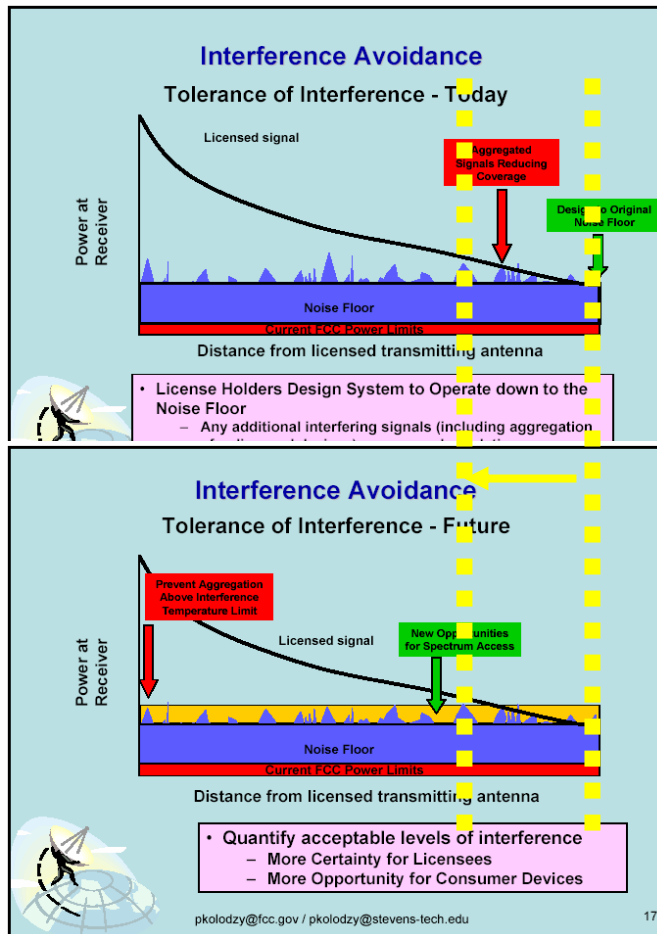 Interference Avoidance
Tolerance of Interference - Today
Licensed signal
Aggregated
Signals Reducing
Coverage
Design to Original
Noise Floor
Power at
Receiver
Noise Floor
Current FCC Power Limits
Distance from licensed transmitting antenna
• License Holders Design System to Operate down to the
Noise Floor
– Any additional interfering signals (including aggregation
Interference Avoidance
Tolerance of Interference - Future
Prevent Aggregation
Above Interference
Temperature Limit
Licensed signal
New Opportunities
for Spectrum Access
Power at
Receiver
Noise Floor
Current FCC Power Limits
Distance from licensed transmitting antenna
• Quantify acceptable levels of interference
– More Certainty for Licensees
– More Opportunity for Consumer Devices
pkolodzy@fcc.gov / pkolodzy@stevens-tech.edu
17